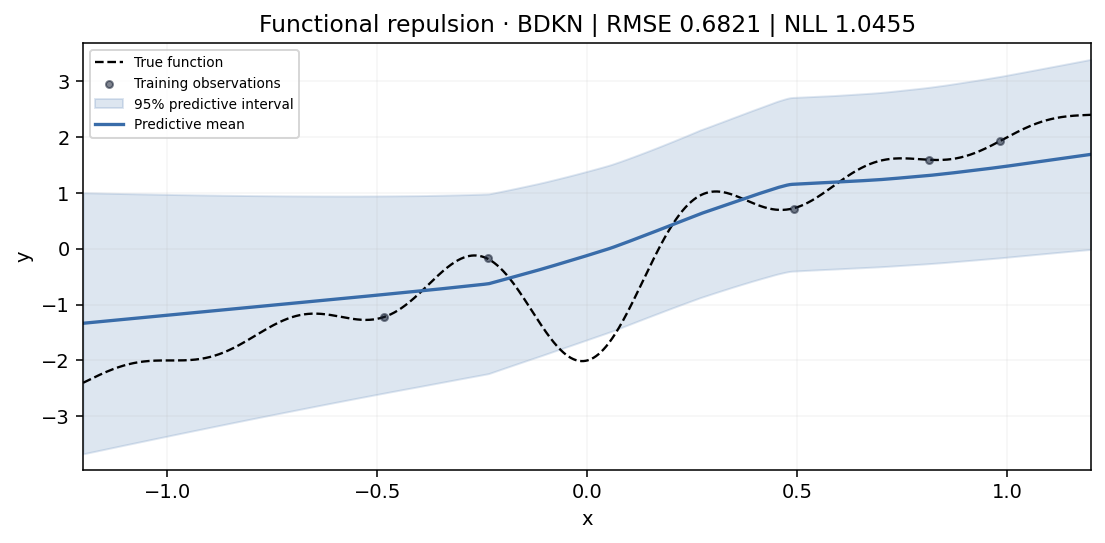 Functional repulsion · BDKN | RMSE 0.6821 | NLL 1.0455
True function
Training observations
95% predictive interval
Predictive mean
3
2
1
0
−1
−2
−3
y
−1.0
−0.5
0.0
0.5
1.0
x